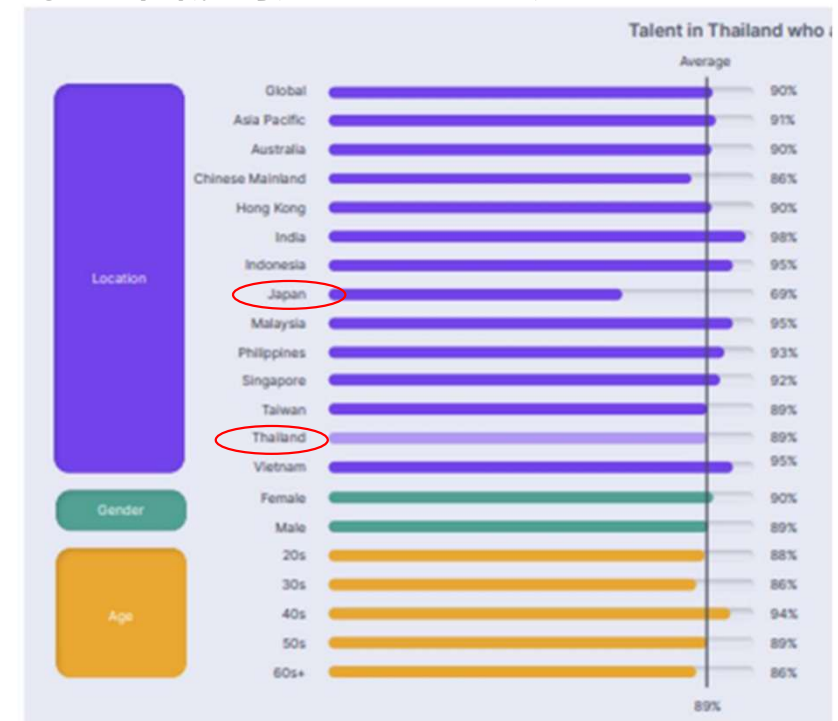 Talent in Thailand who
Average
Global 90%
Asia Pacific 91%
Australia 90%
Chinese Mainland 86%
Hong Kong 90%
India 98%
Indonesia 95%
Location
Japan 69%
Malaysia 95%
Philippines 93%
Singapore 92%
Taiwan 89%
Thailand 89%
Vietnam 95%
Female 90%
Gender
Male 89%
20s 88%
30s 86%
Age
40s 94%
50s 89%
60s+ 86%
89%